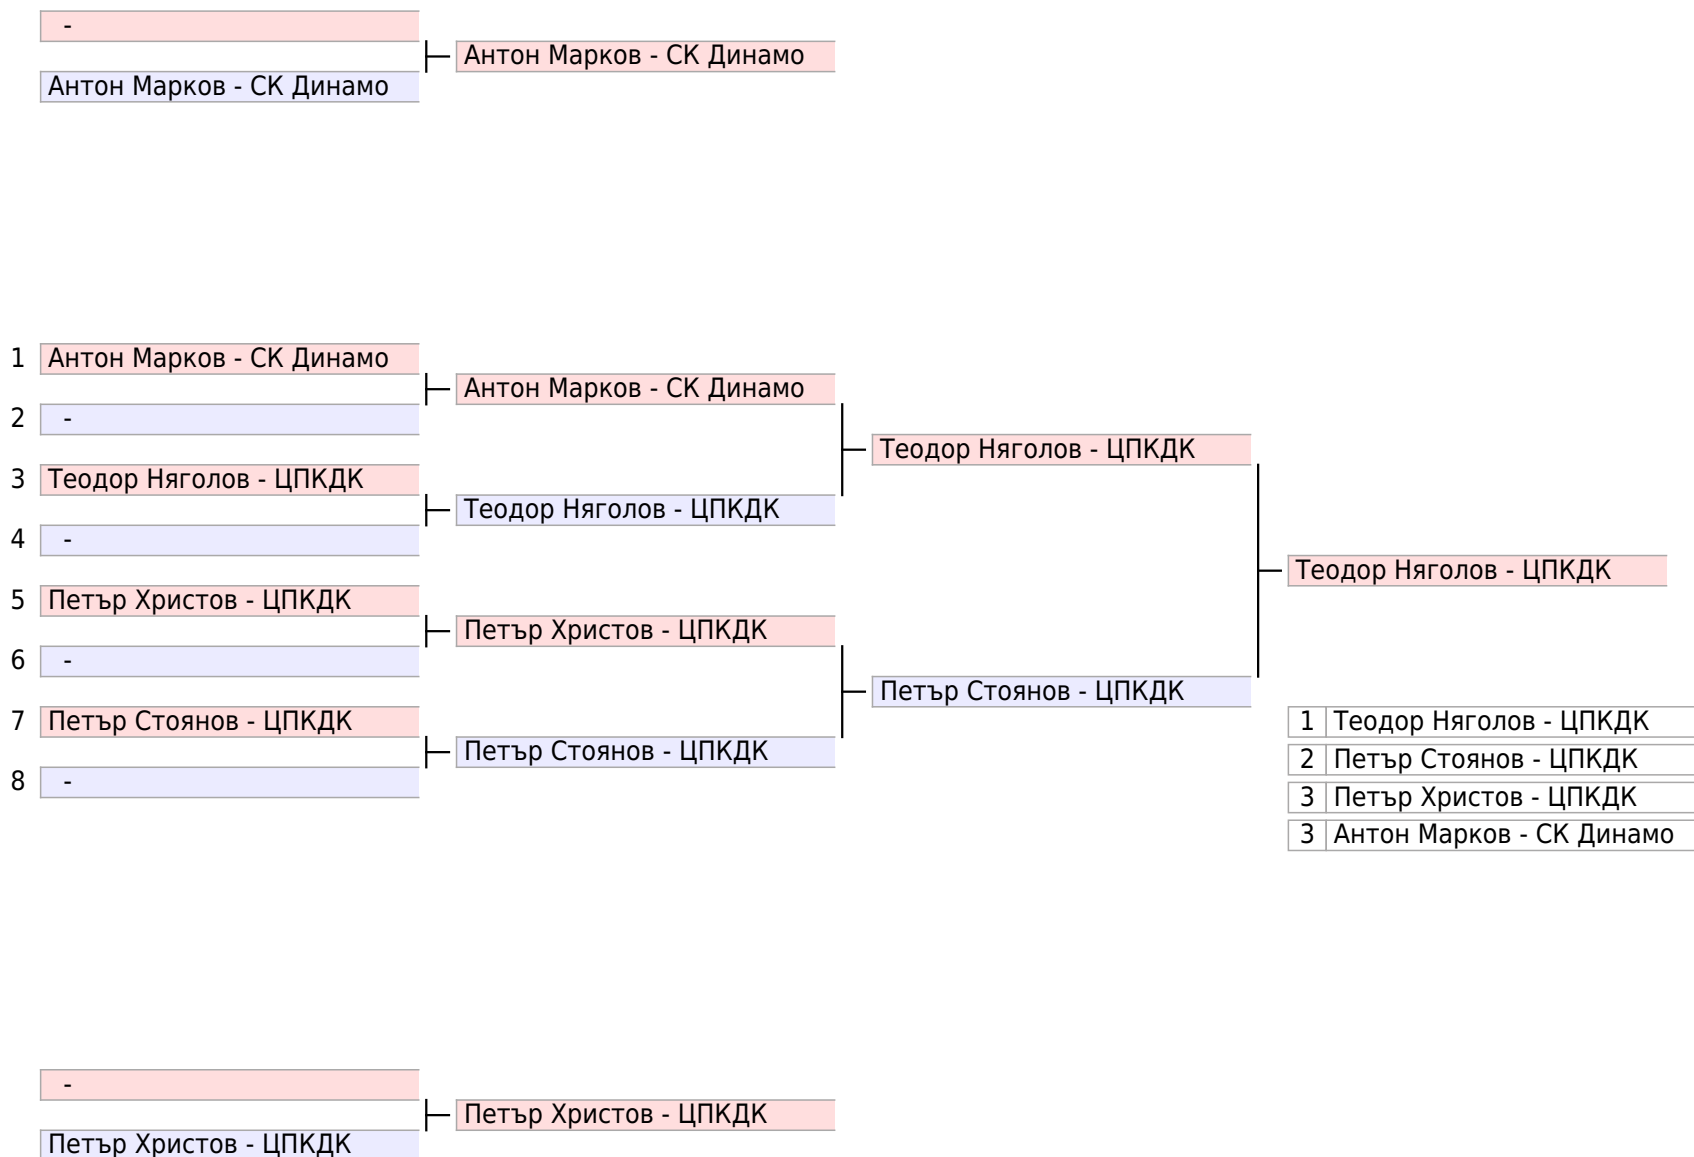 -
Антон Марков - СК Динамо
Антон Марков - СК Динамо
1 Антон Марков - СК Динамо
Антон Марков - СК Динамо
2 -
Теодор Няголов - ЦПКДК
3 Теодор Няголов - ЦПКДК
Теодор Няголов - ЦПКДК
4 -
Теодор Няголов - ЦПКДК
5 Петър Христов - ЦПКДК
Петър Христов - ЦПКДК
6 -
Петър Стоянов - ЦПКДК
7 Петър Стоянов - ЦПКДК
Петър Стоянов - ЦПКДК
8 -
1 Теодор Няголов - ЦПКДК
2 Петър Стоянов - ЦПКДК
3 Петър Христов - ЦПКДК
3 Антон Марков - СК Динамо
-
Петър Христов - ЦПКДК
Петър Христов - ЦПКДК